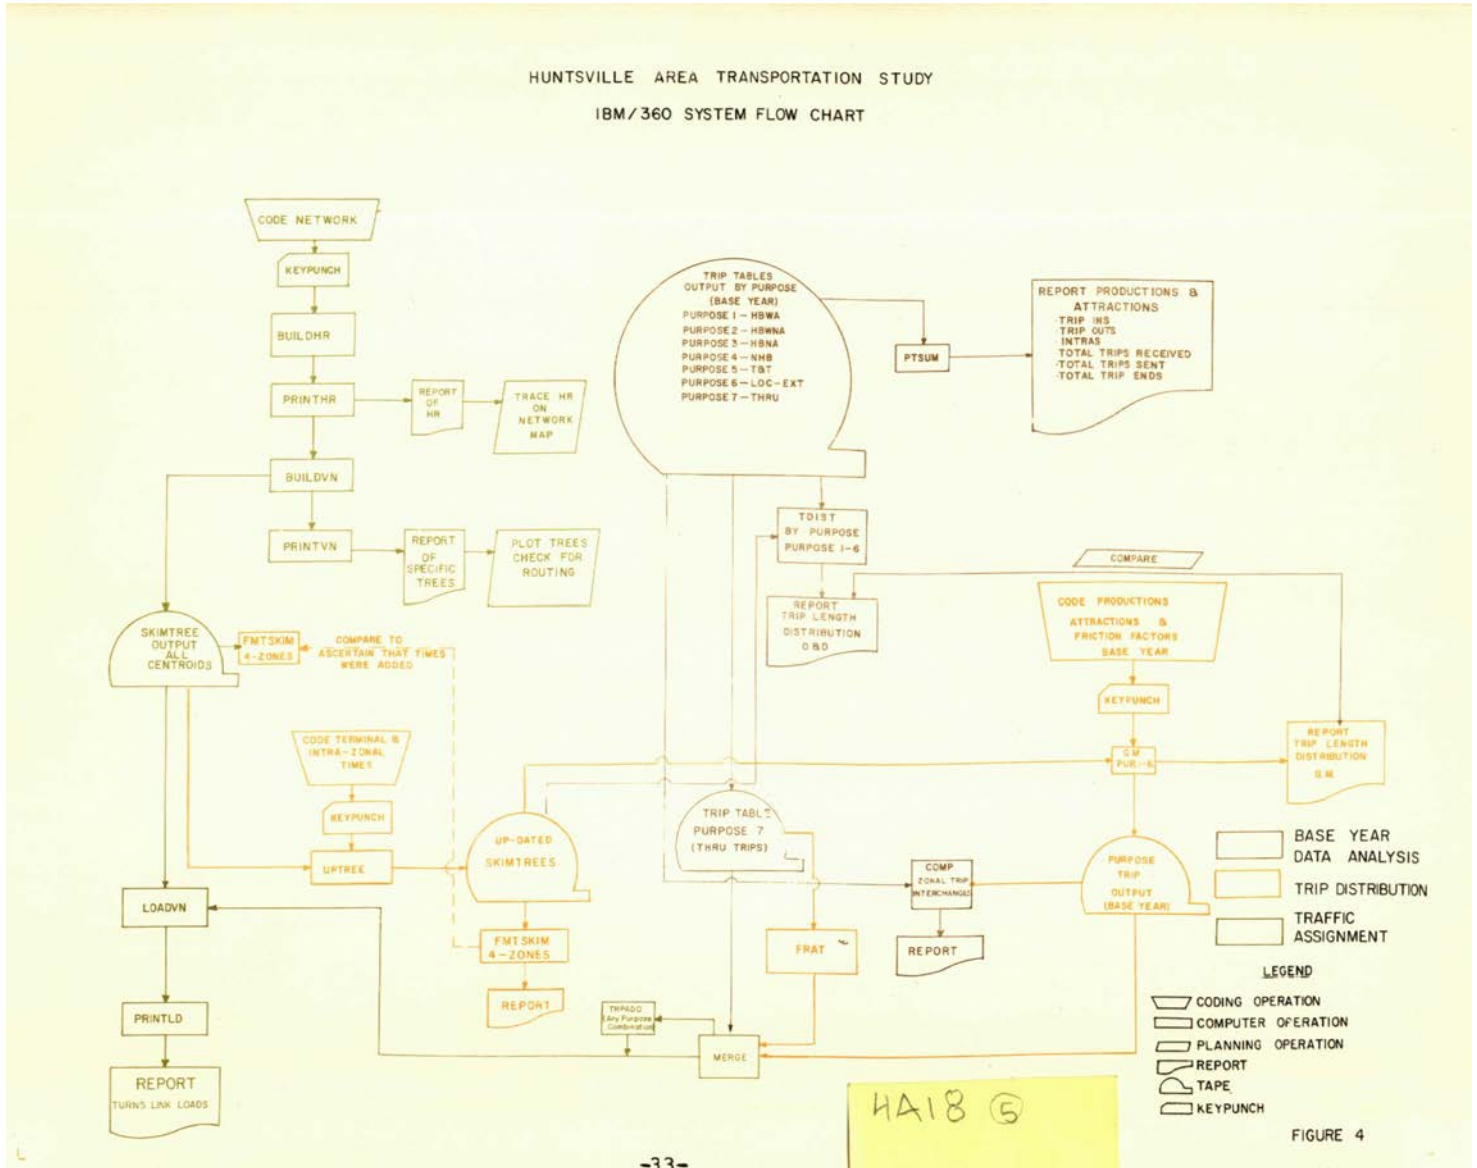 HUNTSVILLE AREA TRANSPORTATION STUDY
IBM/360 SYSTEM FLOW CHART
CODE NETWORK
KEYPUNCH
BUILDHR
PRINTHR
REPORT
OF
HR
TRACE HR
ON
NETWORK
MAP
BUILDVN
PRINTVN
REPORT
OF
SPECIFIC
TREES
PLOT TREES
CHECK FOR
ROUTING
TRIP TABLES
OUTPUT BY PURPOSE
(BASE YEAR)
PURPOSE 1 - HBWA
PURPOSE 2 - HBWNA
PURPOSE 3 - HBNA
PURPOSE 4 - NHB
PURPOSE 5 - T&T
PURPOSE 6 - LOC-EXT
PURPOSE 7 - THRU
PTSUM
REPORT PRODUCTIONS &
ATTRACTIONS
·TRIP INS
·TRIP OUTS
·INTRAS
·TOTAL TRIPS RECEIVED
·TOTAL TRIPS SENT
·TOTAL TRIP ENDS
TDIST
BY PURPOSE
PURPOSE 1-6
REPORT
TRIP LENGTH
DISTRIBUTION
O&D
COMPARE
CODE PRODUCTIONS
ATTRACTIONS &
FRICTION FACTORS
BASE YEAR
KEYPUNCH
G M
PUR. 1-6
REPORT
TRIP LENGTH
DISTRIBUTION
G.M.
SKIMTREE
OUTPUT
ALL
CENTROIDS
FMTSKIM
4-ZONES
COMPARE TO
ASCERTAIN THAT TIMES
WERE ADDED
CODE TERMINAL &
INTRA-ZONAL
TIMES
KEYPUNCH
UPTREE
UP-DATED
SKIMTREES
FMTSKIM
4-ZONES
REPORT
TRIP TABLE
PURPOSE 7
(THRU TRIPS)
COMP
ZONAL TRIP
INTERCHANGES
REPORT
PURPOSE
TRIP
OUTPUT
(BASE YEAR)
FRAT
TRPADD
(Any Purpose
Combination)
MERGE
LOADVN
PRINTLD
REPORT
TURNS LINK LOADS
BASE YEAR
DATA ANALYSIS
TRIP DISTRIBUTION
TRAFFIC
ASSIGNMENT
LEGEND
CODING OPERATION
COMPUTER OPERATION
PLANNING OPERATION
REPORT
TAPE
KEYPUNCH
4A18 ⑤
FIGURE 4
-33-